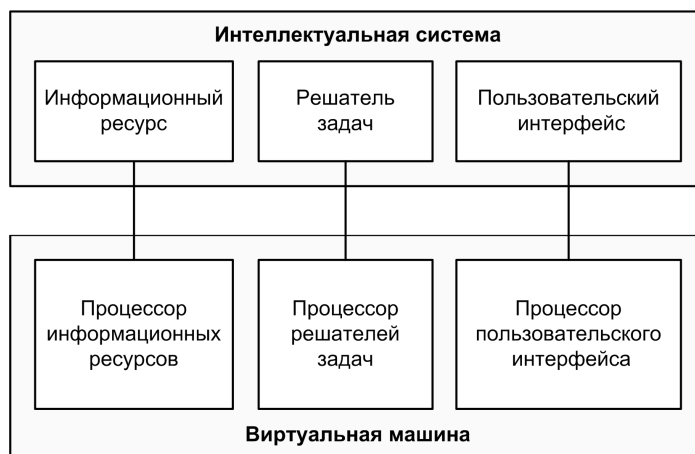 Интеллектуальная система
Информационный
ресурс
Решатель
задач
Пользовательский
интерфейс
Процессор
информационных
ресурсов
Процессор
решателей
задач
Процессор
пользовательского
интерфейса
Виртуальная машина